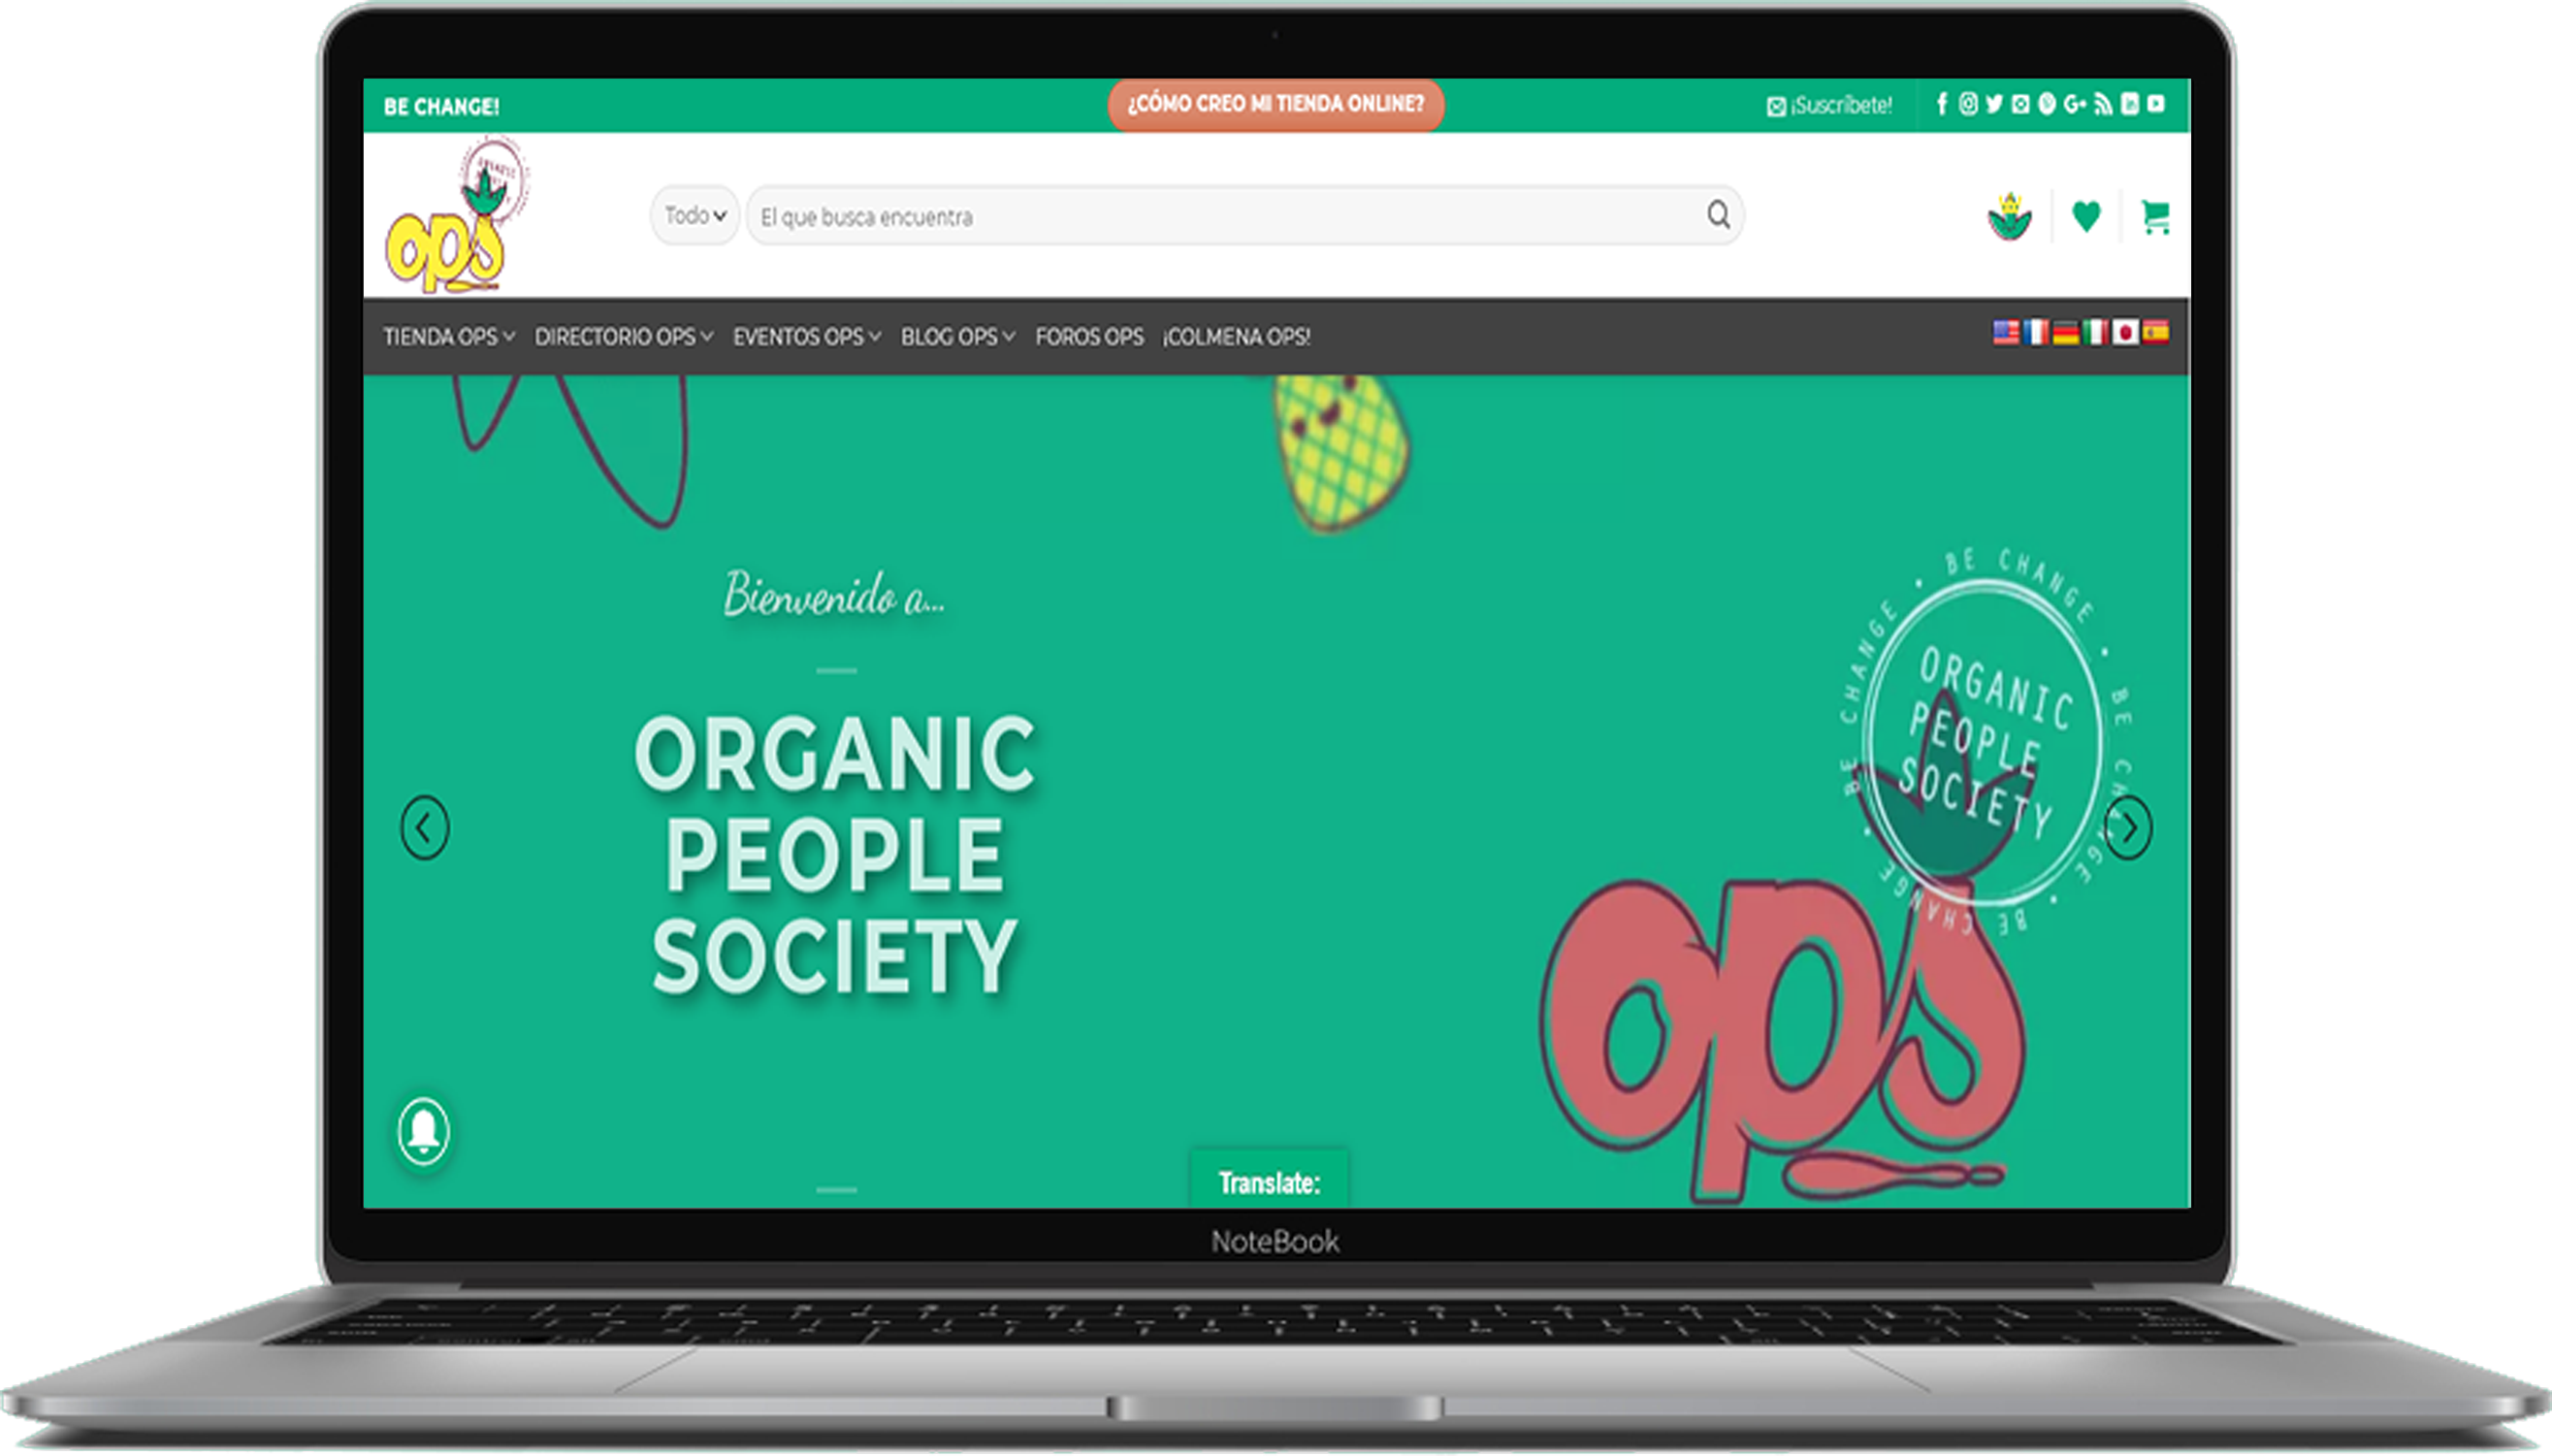 BE CHANGE!
¿CÓMO CREO MI TIENDA ONLINE?
¡Suscríbete!
ops
Todo
El que busca encuentra
TIENDA OPS
DIRECTORIO OPS
EVENTOS OPS
BLOG OPS
FOROS OPS
¡COLMENA OPS!
Bienvenido a...
ORGANIC
PEOPLE
SOCIETY
BE CHANGE • BE CHANGE • BE CHANGE • BE CHANGE •
ORGANIC
PEOPLE
SOCIETY
ops
Translate:
NoteBook